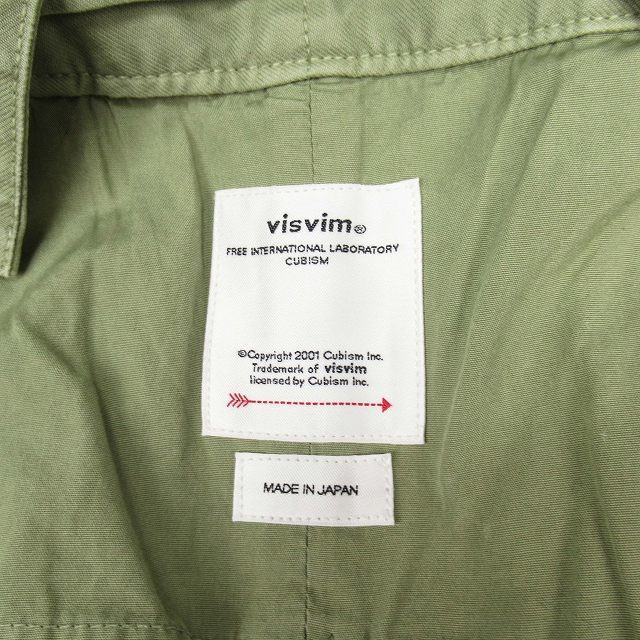 visvim®
FREE INTERNATIONAL LABORATORY
CUBISM
©Copyright 2001 Cubism Inc.
Trademark of visvim
licensed by Cubism Inc.
MADE IN JAPAN